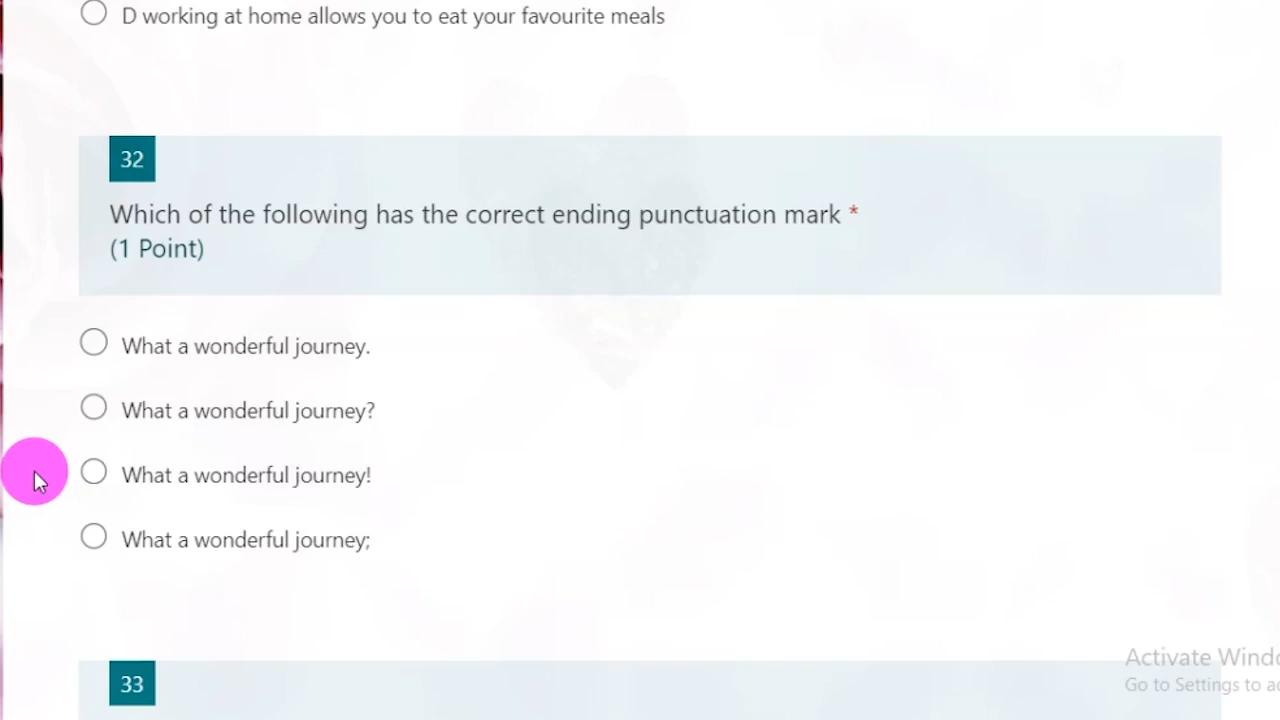 D working at home allows you to eat your favourite meals
32
Which of the following has the correct ending punctuation mark *
(1 Point)
What a wonderful journey.
What a wonderful journey?
What a wonderful journey!
What a wonderful journey;
Activate Windo
Go to Settings to ac
33